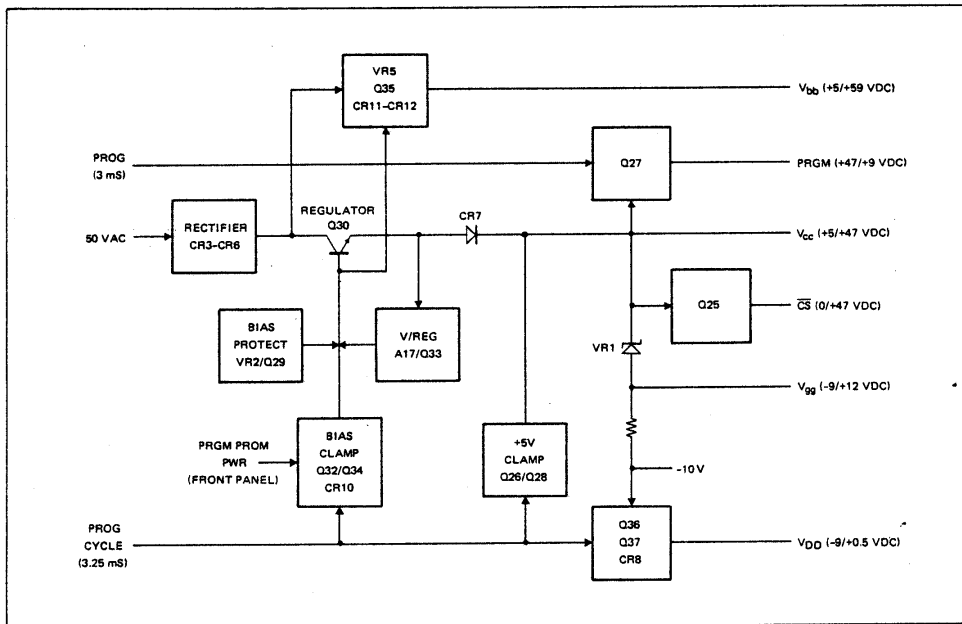 VR5
Q35
CR11-CR12
Vbb (+5/+59 VDC)
PROG
(3 mS)
Q27
PRGM (+47/+9 VDC)
50 VAC
RECTIFIER
CR3-CR6
REGULATOR
Q30
CR7
Vcc (+5/+47 VDC)
BIAS
PROTECT
VR2/Q29
V/REG
A17/Q33
Q25
CS (0/+47 VDC)
VR1
Vgg (-9/+12 VDC)
PRGM PROM
PWR
(FRONT PANEL)
BIAS
CLAMP
Q32/Q34
CR10
+5V
CLAMP
Q26/Q28
-10 V
PROG
CYCLE
(3.25 mS)
Q36
Q37
CR8
VDD (-9/+0.5 VDC)